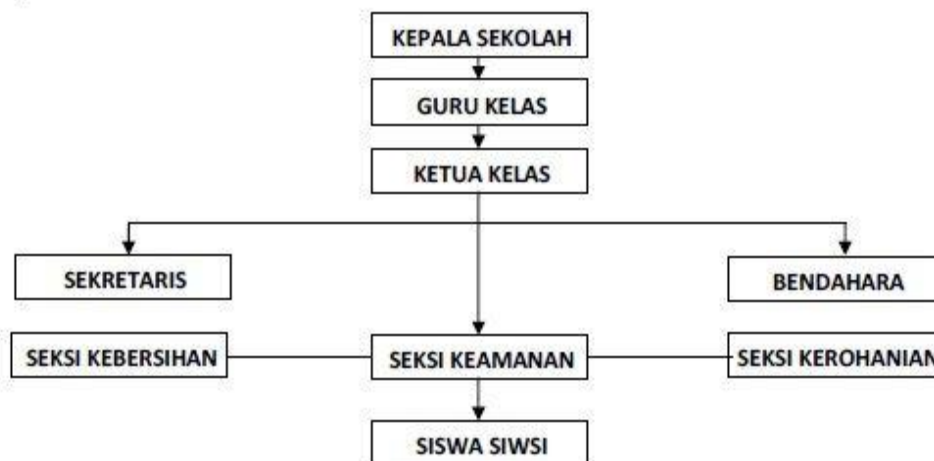 KEPALA SEKOLAH
GURU KELAS
KETUA KELAS
SEKRETARIS
BENDAHARA
SEKSI KEBERSIHAN
SEKSI KEAMANAN
SEKSI KEROHANIAN
SISWA SIWSI